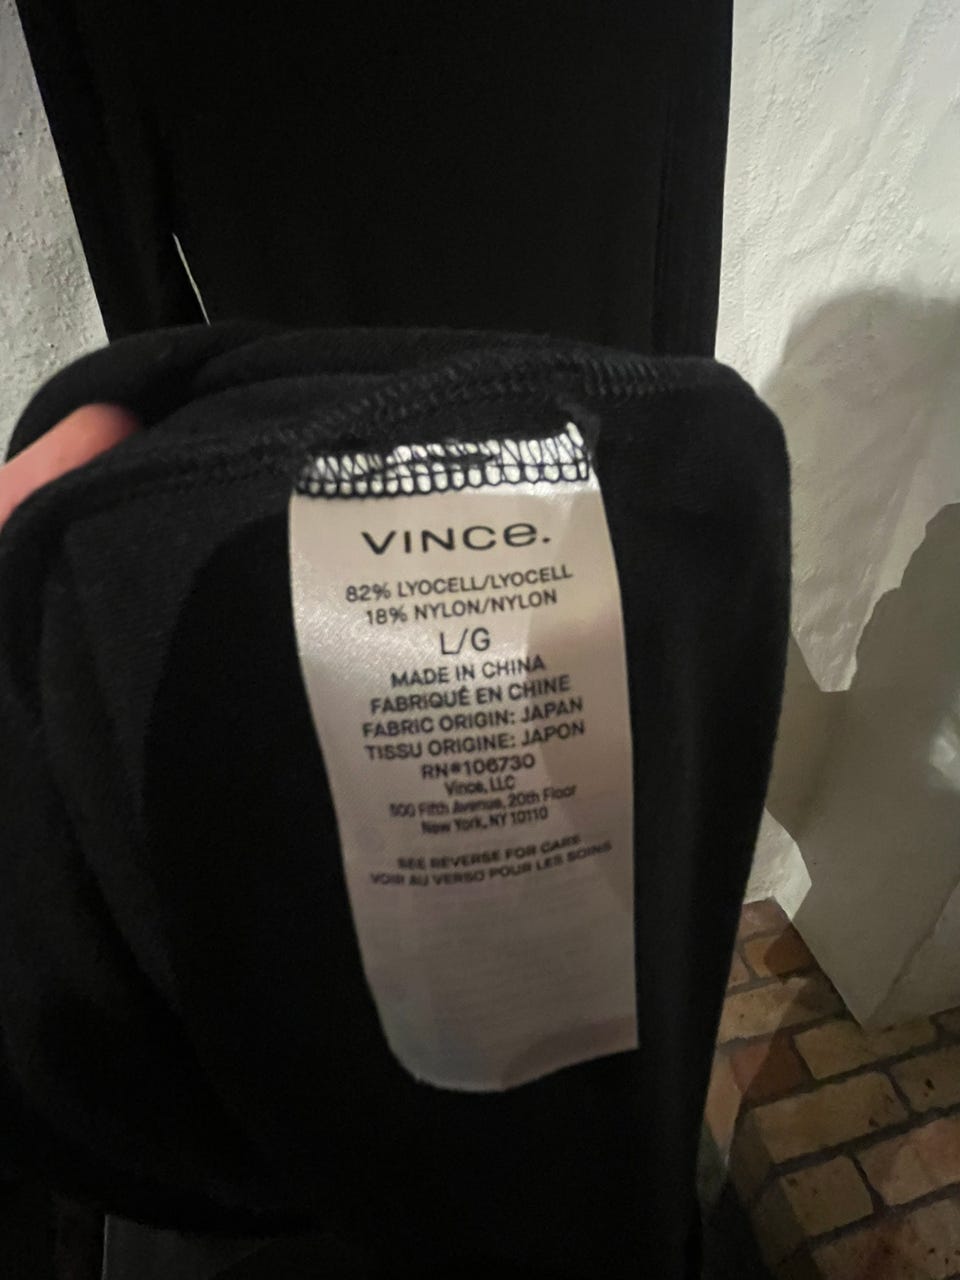 VINCe.
82% LYOCELL/LYOCELL
18% NYLON/NYLON
L/G
MADE IN CHINA
FABRIQUÉ EN CHINE
FABRIC ORIGIN: JAPAN
TISSU ORIGINE: JAPON
RN#106730
Vince, LLC
500 Fifth Avenue, 20th Floor
New York, NY 10110
SEE REVERSE FOR CARE
VOIR AU VERSO POUR LES SOINS